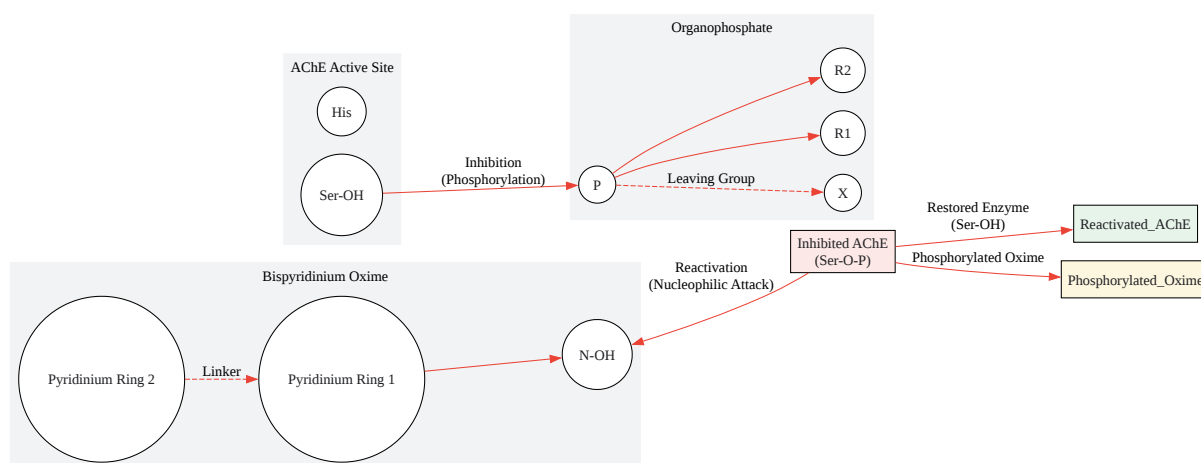 Organophosphate
AChE Active Site
R2
His
R1
Inhibition
(Phosphorylation)
Ser-OH
P
Leaving Group
X
Restored Enzyme
(Ser-OH)
Reactivated_AChE
Inhibited AChE
(Ser-O-P)
Phosphorylated Oxime
Phosphorylated_Oxime
Bispyridinium Oxime
Reactivation
(Nucleophilic Attack)
N-OH
Pyridinium Ring 2
Linker
Pyridinium Ring 1